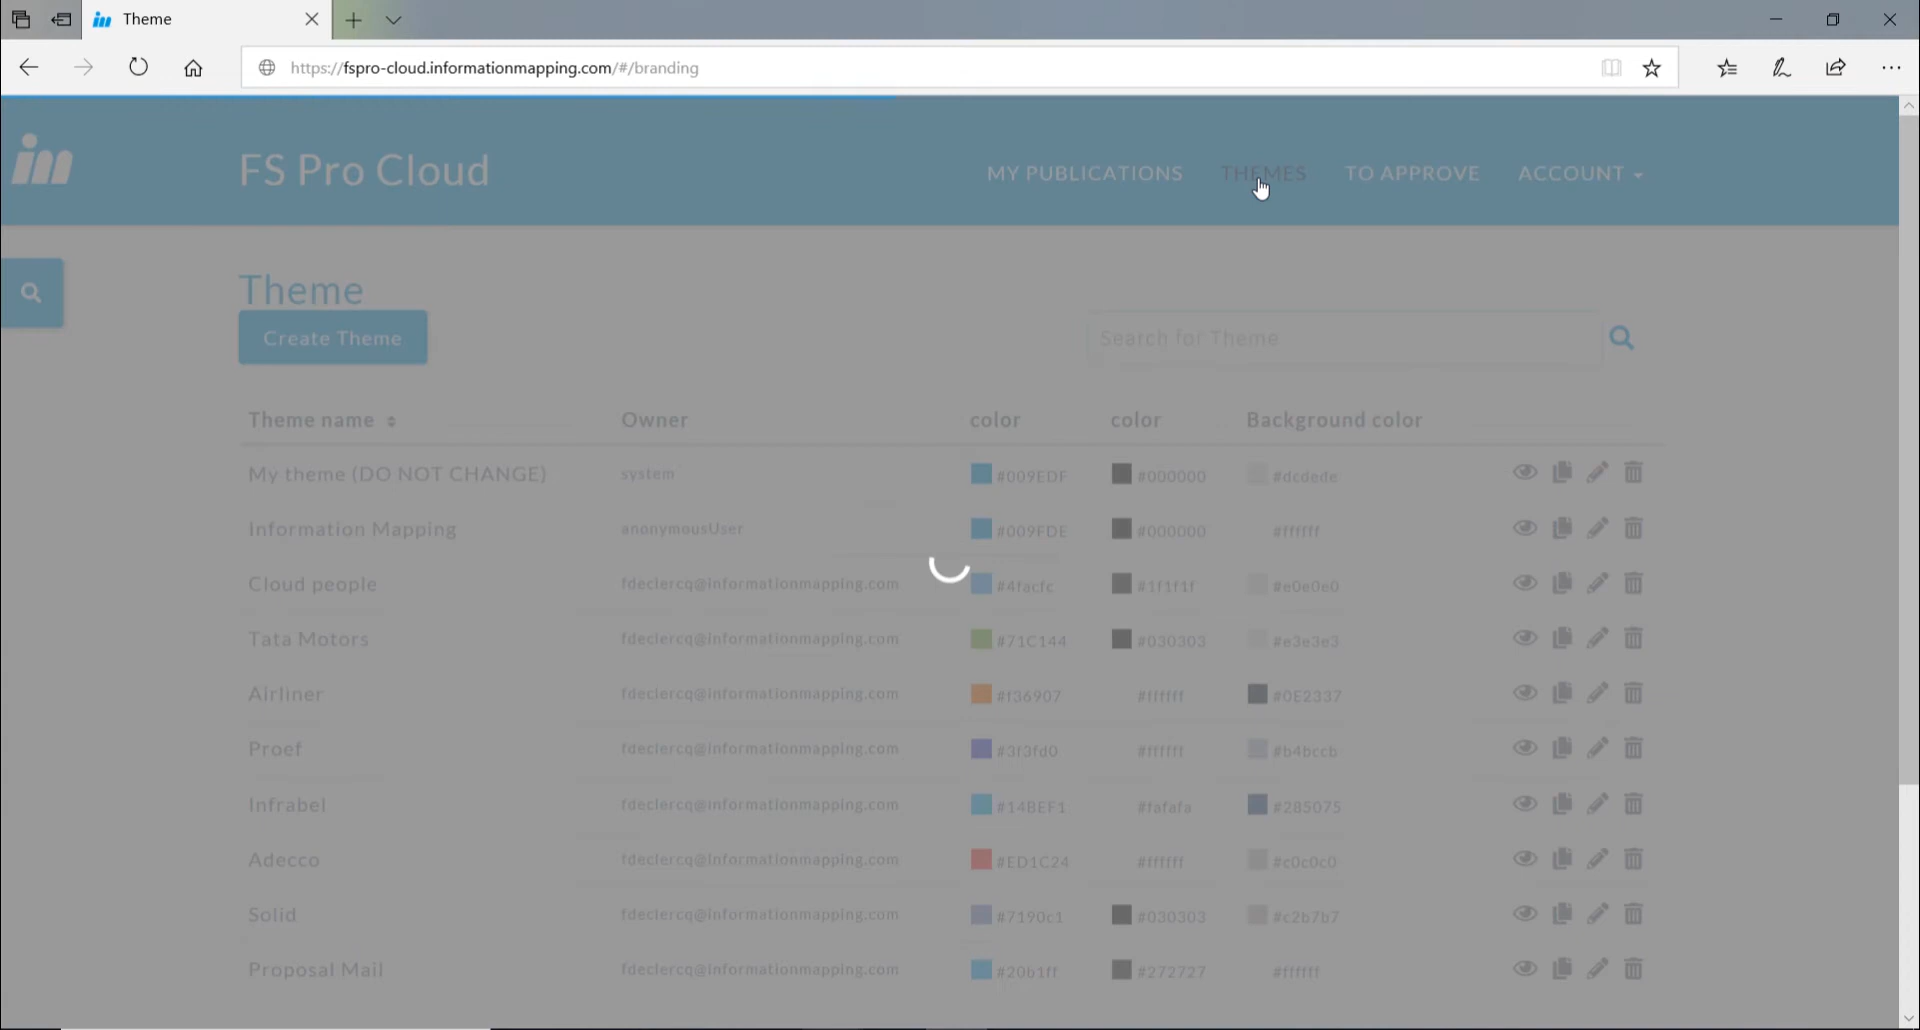 Theme
https://fspro-cloud.informationmapping.com/#/branding
im
FS Pro Cloud
MY PUBLICATIONS THEMES TO APPROVE ACCOUNT
Theme
Create Theme
Search for Theme
Theme name Owner color color Background color
My theme (DO NOT CHANGE) system #009EDF #000000 #dcdede
Information Mapping anonymousUser #009FDE #000000 #ffffff
Cloud people fdeclercq@informationmapping.com #4facfc #1f1f1f #e0e0e0
Tata Motors fdeclercq@informationmapping.com #71C144 #030303 #e3e3e3
Airliner fdeclercq@informationmapping.com #f36907 #ffffff #0E2337
Proef fdeclercq@informationmapping.com #3f3fd0 #ffffff #b4bccb
Infrabel fdeclercq@informationmapping.com #14BEF1 #fafafa #285075
Adecco fdeclercq@informationmapping.com #ED1C24 #ffffff #c0c0c0
Solid fdeclercq@informationmapping.com #7190c1 #030303 #c2b7b7
Proposal Mail fdeclercq@informationmapping.com #20b1ff #272727 #ffffff